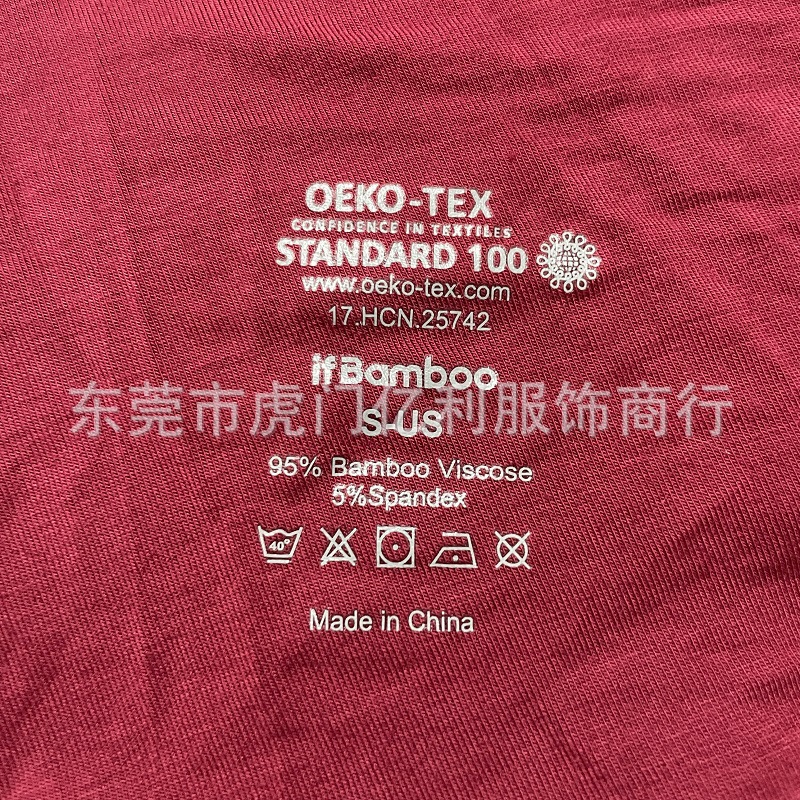 OEKO-TEX
CONFIDENCE IN TEXTILES
STANDARD 100
www.oeko-tex.com
17.HCN.25742
ifBamboo
东莞市虎门亿利服饰商行
S-US
95% Bamboo Viscose
5%Spandex
40°
Made in China